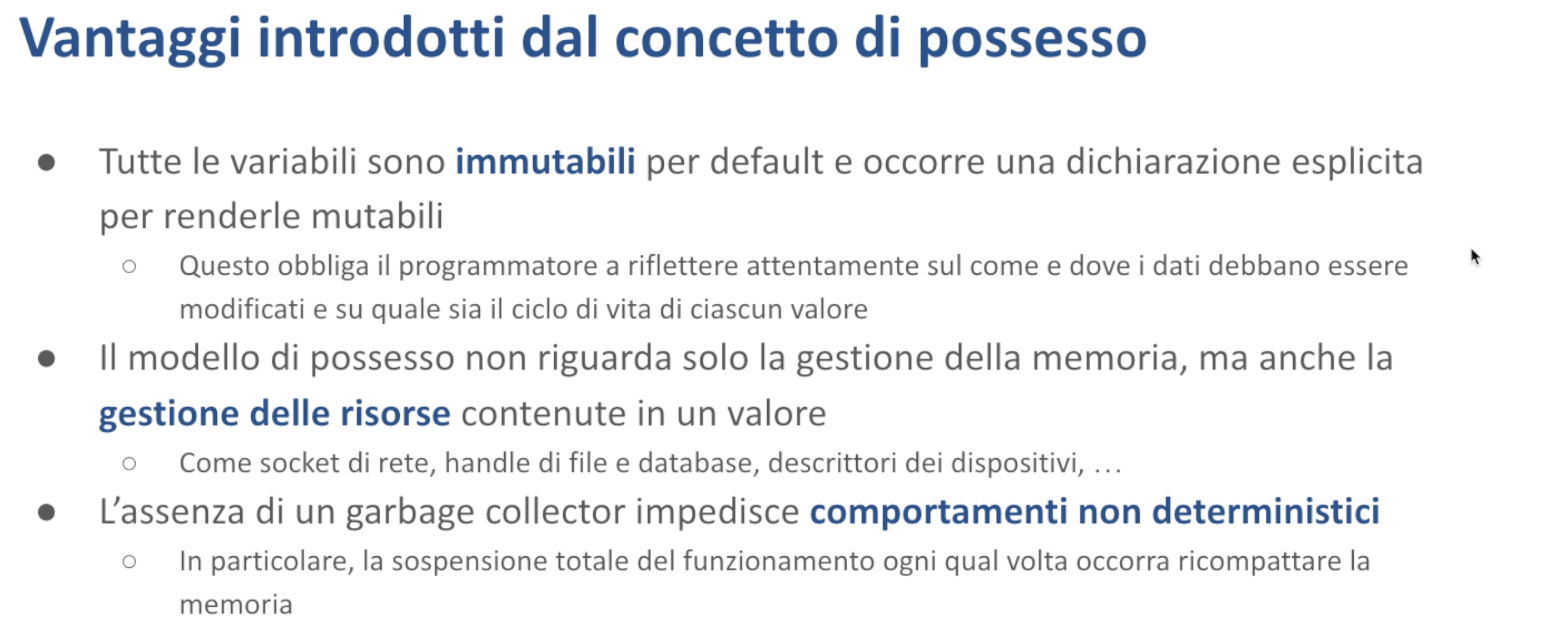 Vantaggi introdotti dal concetto di possesso
● Tutte le variabili sono immutabili per default e occorre una dichiarazione esplicita
per renderle mutabili
○ Questo obbliga il programmatore a riflettere attentamente sul come e dove i dati debbano essere
modificati e su quale sia il ciclo di vita di ciascun valore
● Il modello di possesso non riguarda solo la gestione della memoria, ma anche la
gestione delle risorse contenute in un valore
○ Come socket di rete, handle di file e database, descrittori dei dispositivi, …
● L’assenza di un garbage collector impedisce comportamenti non deterministici
○ In particolare, la sospensione totale del funzionamento ogni qual volta occorra ricompattare la
memoria